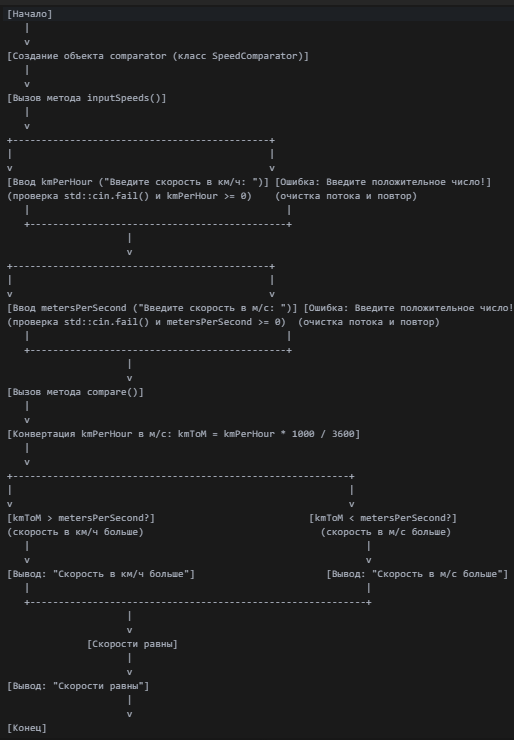 [Начало]
|
v
[Создание объекта comparator (класс SpeedComparator)]
|
v
[Вызов метода inputSpeeds()]
|
v
+---------------------------------------------+
|                                             |
v                                             v
[Ввод kmPerHour ("Введите скорость в км/ч: ")] [Ошибка: Введите положительное число!]
(проверка std::cin.fail() и kmPerHour >= 0)    (очистка потока и повтор)
|                                             |
+---------------------------------------------+
|
v
+---------------------------------------------+
|                                             |
v                                             v
[Ввод metersPerSecond ("Введите скорость в м/с: ")] [Ошибка: Введите положительное число!
(проверка std::cin.fail() и metersPerSecond >= 0)  (очистка потока и повтор)
|                                             |
+---------------------------------------------+
|
v
[Вызов метода compare()]
|
v
[Конвертация kmPerHour в м/с: kmToM = kmPerHour * 1000 / 3600]
|
v
+-----------------------------------------------------------+
|                                                           |
v                                                           v
[kmToM > metersPerSecond?]                           [kmToM < metersPerSecond?]
(скорость в км/ч больше)                               (скорость в м/с больше)
|                                                           |
v                                                           v
[Вывод: "Скорость в км/ч больше"]                       [Вывод: "Скорость в м/с больше"]
|                                                           |
+-----------------------------------------------------------+
|
v
[Скорости равны]
|
v
[Вывод: "Скорости равны"]
|
v
[Конец]